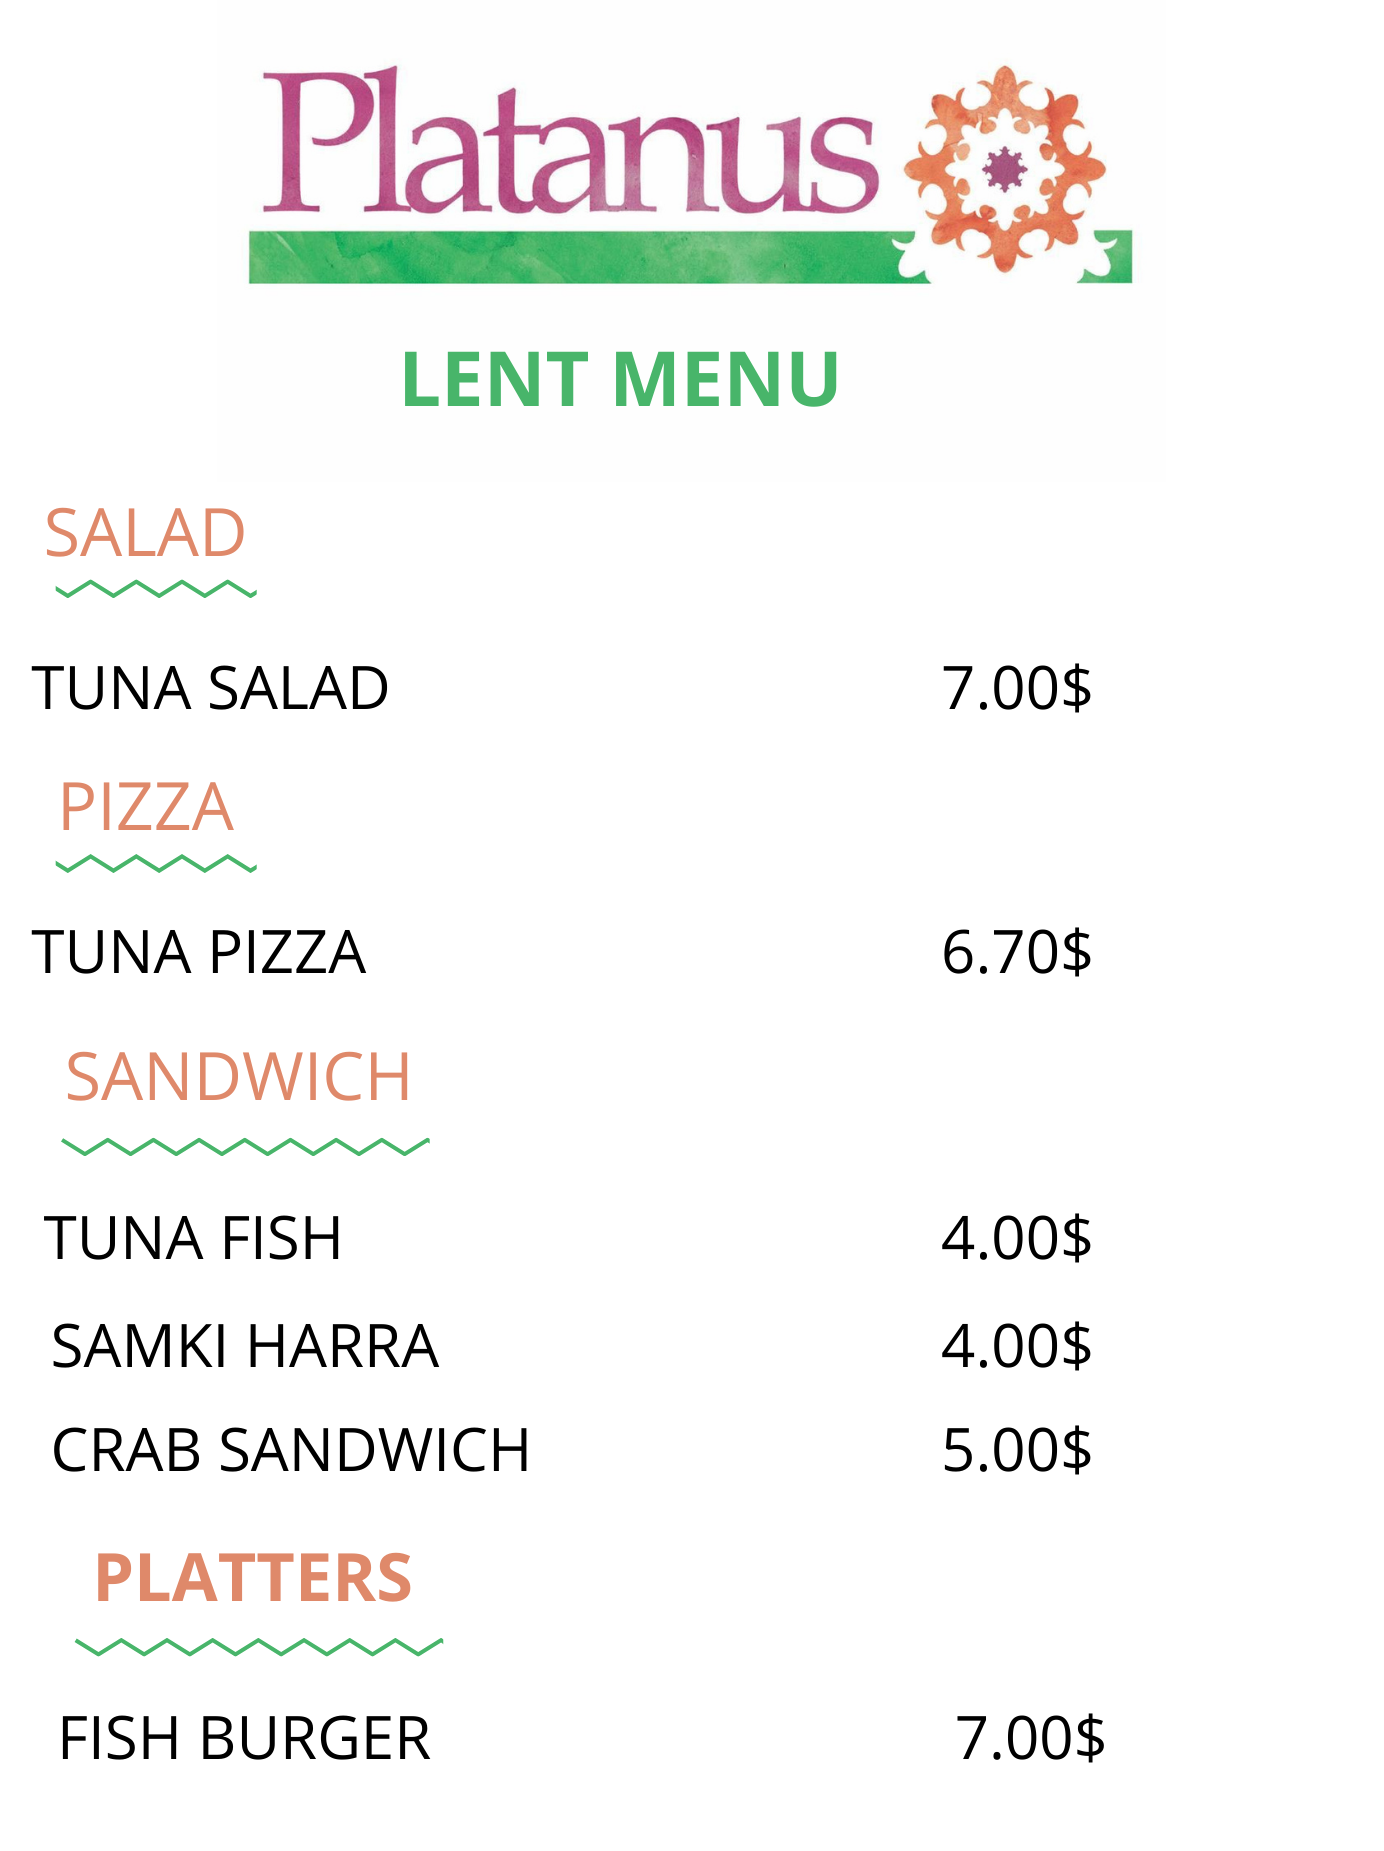 Platanus
LENT MENU
SALAD
TUNA SALAD 7.00$
PIZZA
TUNA PIZZA 6.70$
SANDWICH
TUNA FISH 4.00$
SAMKI HARRA 4.00$
CRAB SANDWICH 5.00$
PLATTERS
FISH BURGER 7.00$